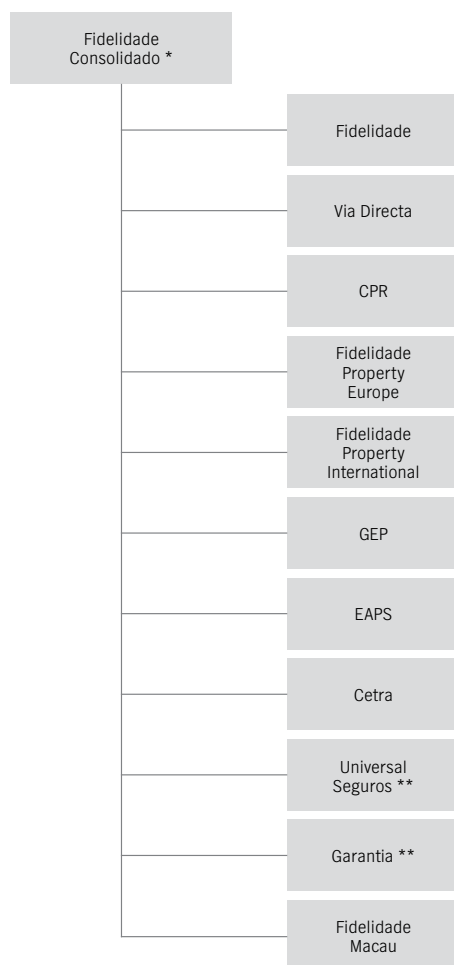 Fidelidade
Consolidado *
Fidelidade
Via Directa
CPR
Fidelidade
Property
Europe
Fidelidade
Property
International
GEP
EAPS
Cetra
Universal
Seguros **
Garantia **
Fidelidade
Macau